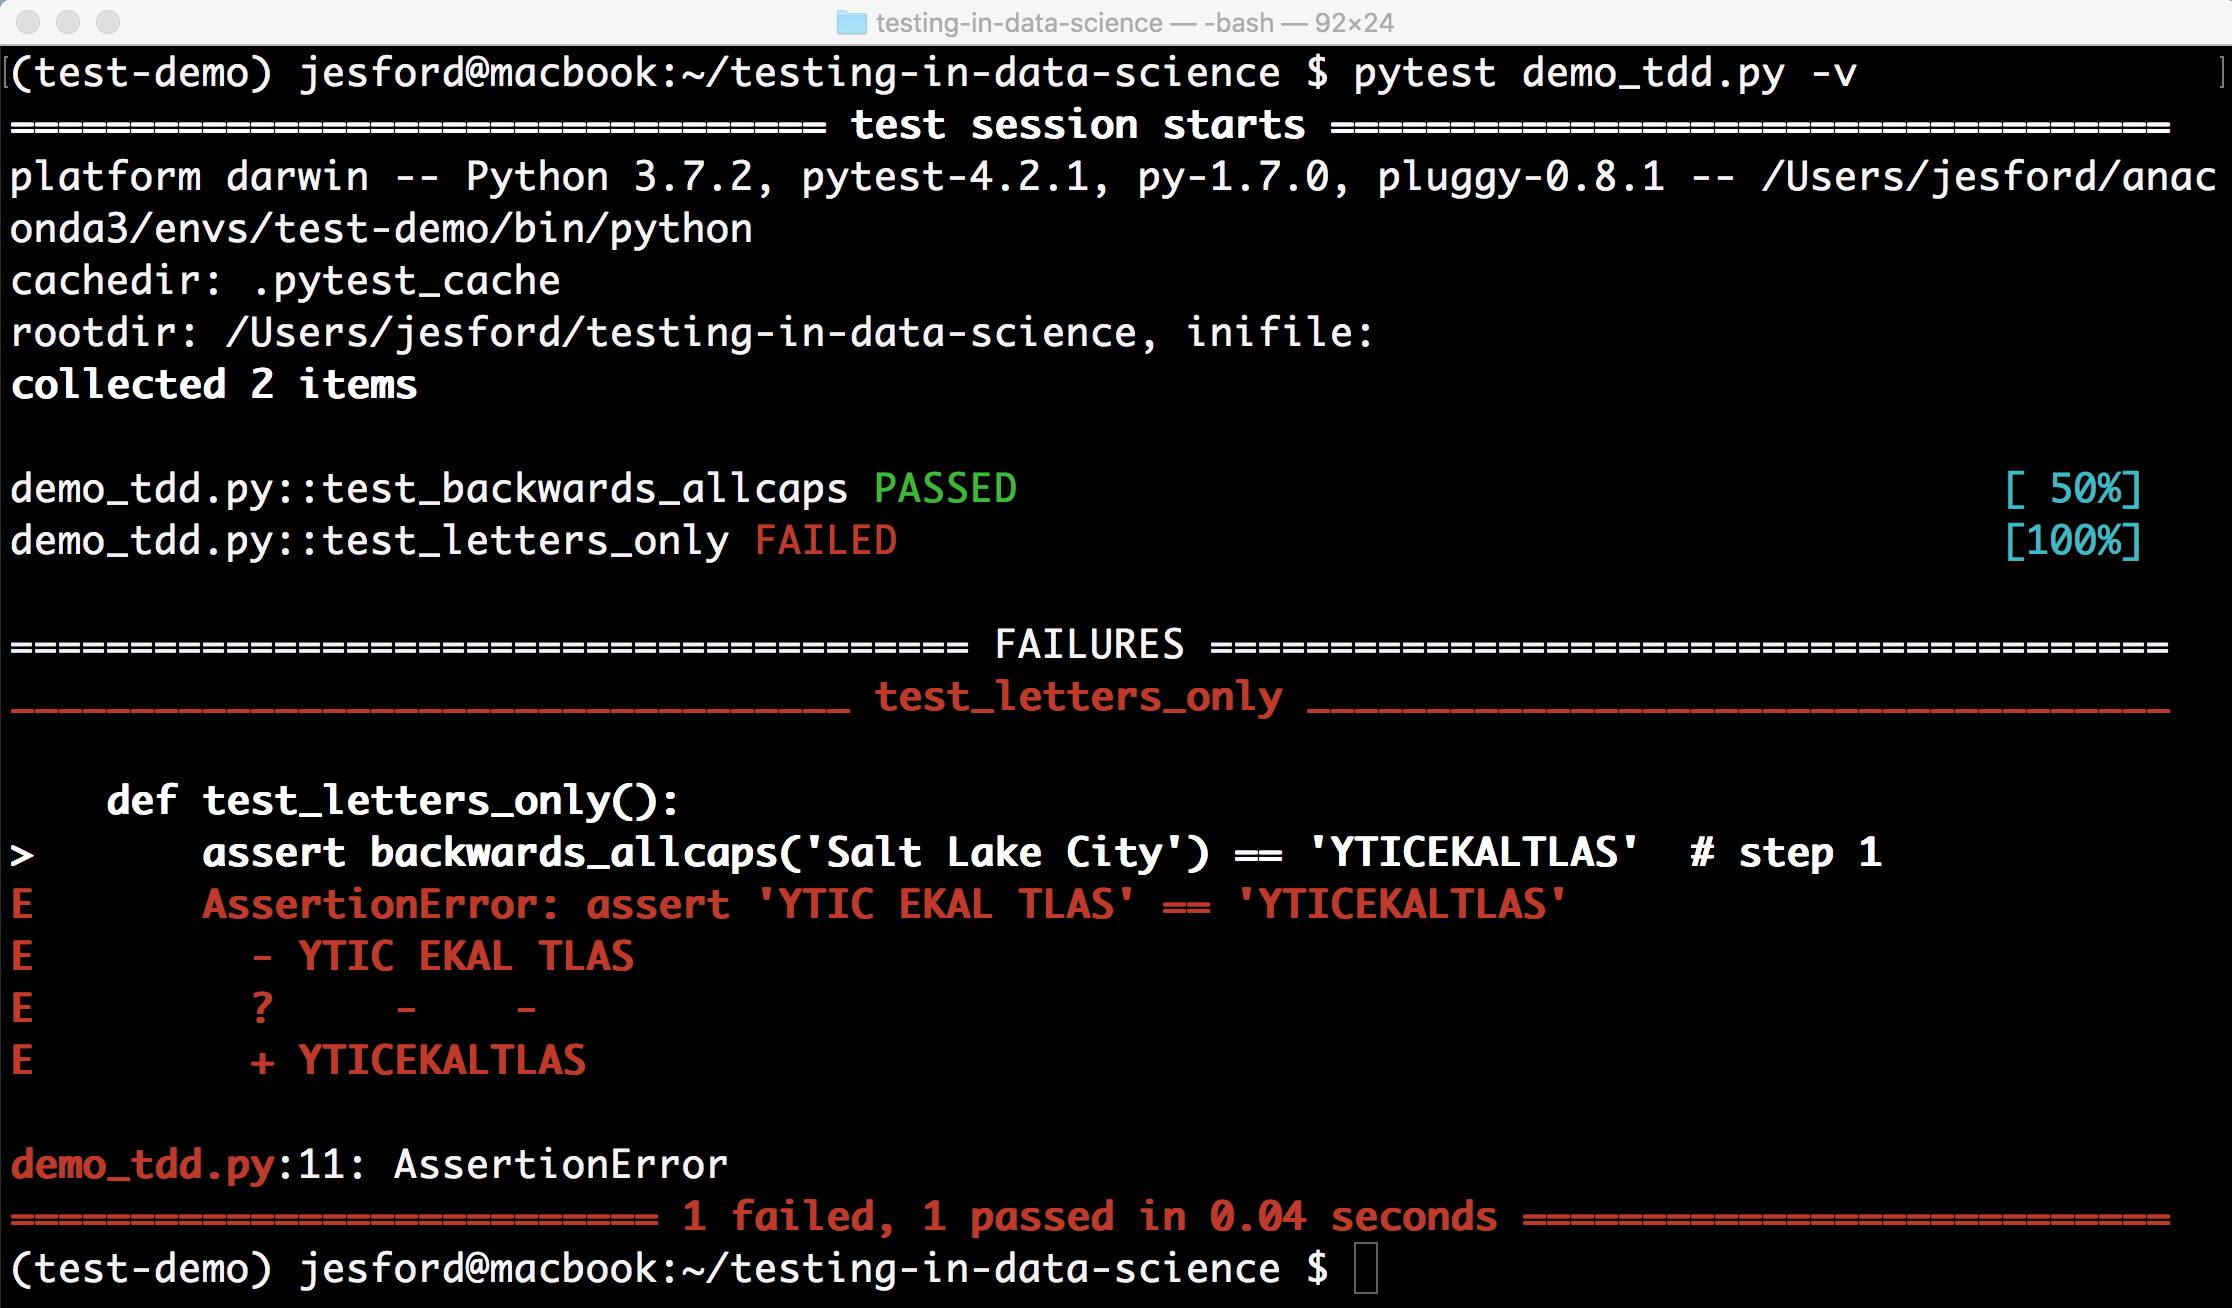 testing-in-data-science — -bash — 92×24
(test-demo) jesford@macbook:~/testing-in-data-science $ pytest demo_tdd.py -v
================================== test session starts ===================================
platform darwin -- Python 3.7.2, pytest-4.2.1, py-1.7.0, pluggy-0.8.1 -- /Users/jesford/anac
onda3/envs/test-demo/bin/python
cachedir: .pytest_cache
rootdir: /Users/jesford/testing-in-data-science, inifile:
collected 2 items

demo_tdd.py::test_backwards_allcaps PASSED                                         [ 50%]
demo_tdd.py::test_letters_only FAILED                                              [100%]

======================================== FAILURES ========================================
___________________________________ test_letters_only ____________________________________

    def test_letters_only():
>       assert backwards_allcaps('Salt Lake City') == 'YTICEKALTLAS'  # step 1
E       AssertionError: assert 'YTIC EKAL TLAS' == 'YTICEKALTLAS'
E         - YTIC EKAL TLAS
E         ?     -    -
E         + YTICEKALTLAS

demo_tdd.py:11: AssertionError
=========================== 1 failed, 1 passed in 0.04 seconds ===========================
(test-demo) jesford@macbook:~/testing-in-data-science $